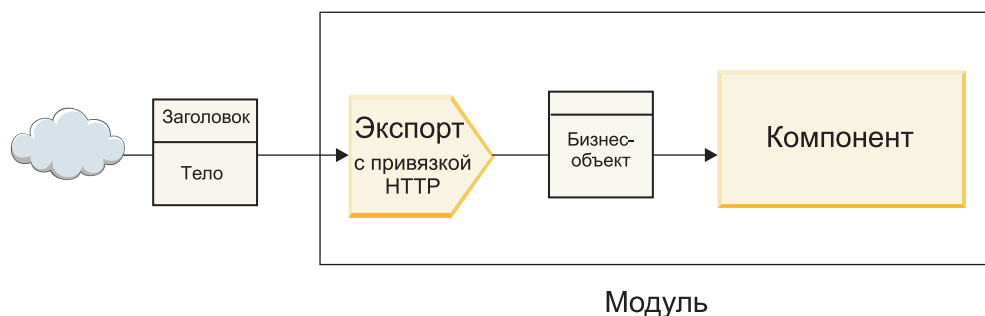 Заголовок
Тело
Экспорт
с привязкой
HTTP
Бизнес-
объект
Компонент
Модуль